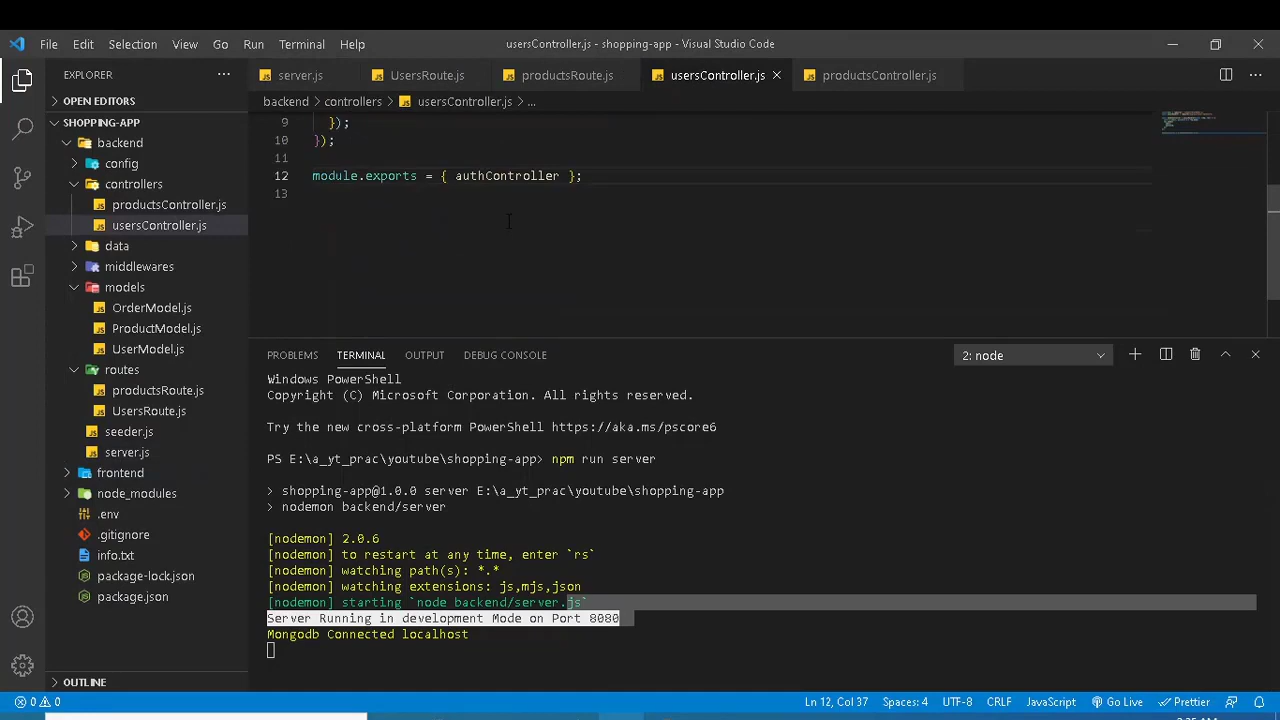 File Edit Selection View Go Run Terminal Help
usersController.js - shopping-app - Visual Studio Code
EXPLORER
server.js
UsersRoute.js
productsRoute.js
usersController.js
productsController.js
OPEN EDITORS
backend > controllers > usersController.js > ...
SHOPPING-APP
backend
config
controllers
productsController.js
usersController.js
data
middlewares
models
OrderModel.js
ProductModel.js
UserModel.js
routes
productsRoute.js
UsersRoute.js
seeder.js
server.js
frontend
node_modules
.env
.gitignore
info.txt
package-lock.json
package.json
OUTLINE
9 });
10 });
11
12 module.exports = { authController };
13
PROBLEMS TERMINAL OUTPUT DEBUG CONSOLE
2: node
Windows PowerShell
Copyright (C) Microsoft Corporation. All rights reserved.
Try the new cross-platform PowerShell https://aka.ms/pscore6
PS E:\a_yt_prac\youtube\shopping-app> npm run server
> shopping-app@1.0.0 server E:\a_yt_prac\youtube\shopping-app
> nodemon backend/server
[nodemon] 2.0.6
[nodemon] to restart at any time, enter `rs`
[nodemon] watching path(s): *.*
[nodemon] watching extensions: js,mjs,json
[nodemon] starting `node backend/server.js`
Server Running in development Mode on Port 8080
Mongodb Connected localhost
0 0 Ln 12, Col 37 Spaces: 4 UTF-8 CRLF JavaScript Go Live Prettier